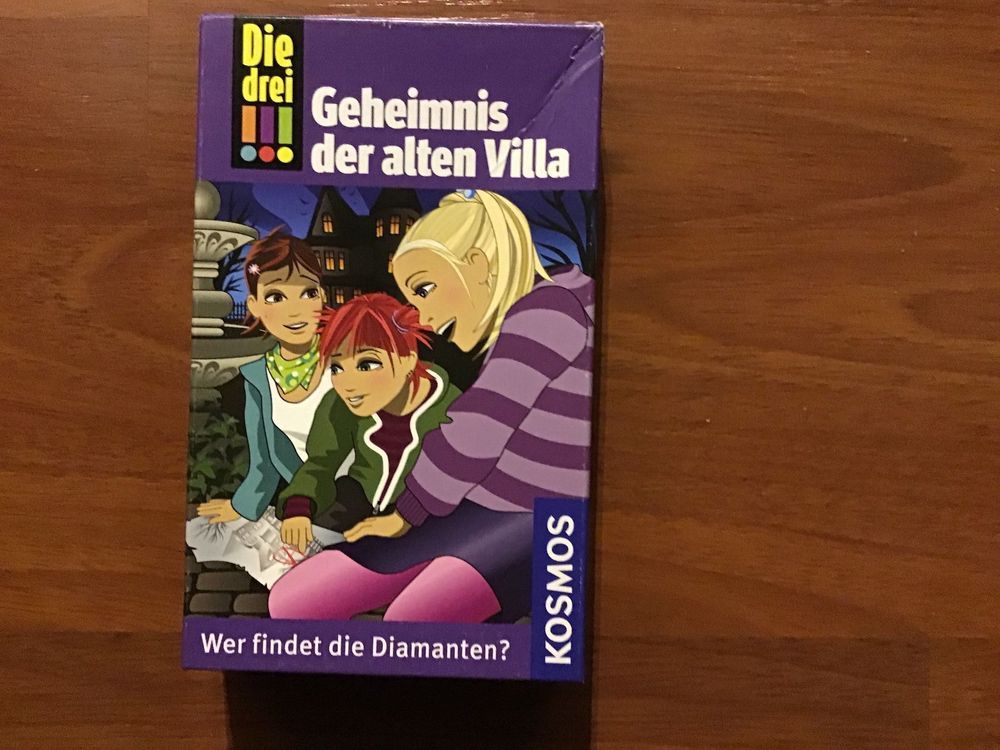 Die
drei
!!!
Geheimnis
der alten Villa
KOSMOS
Wer findet die Diamanten?